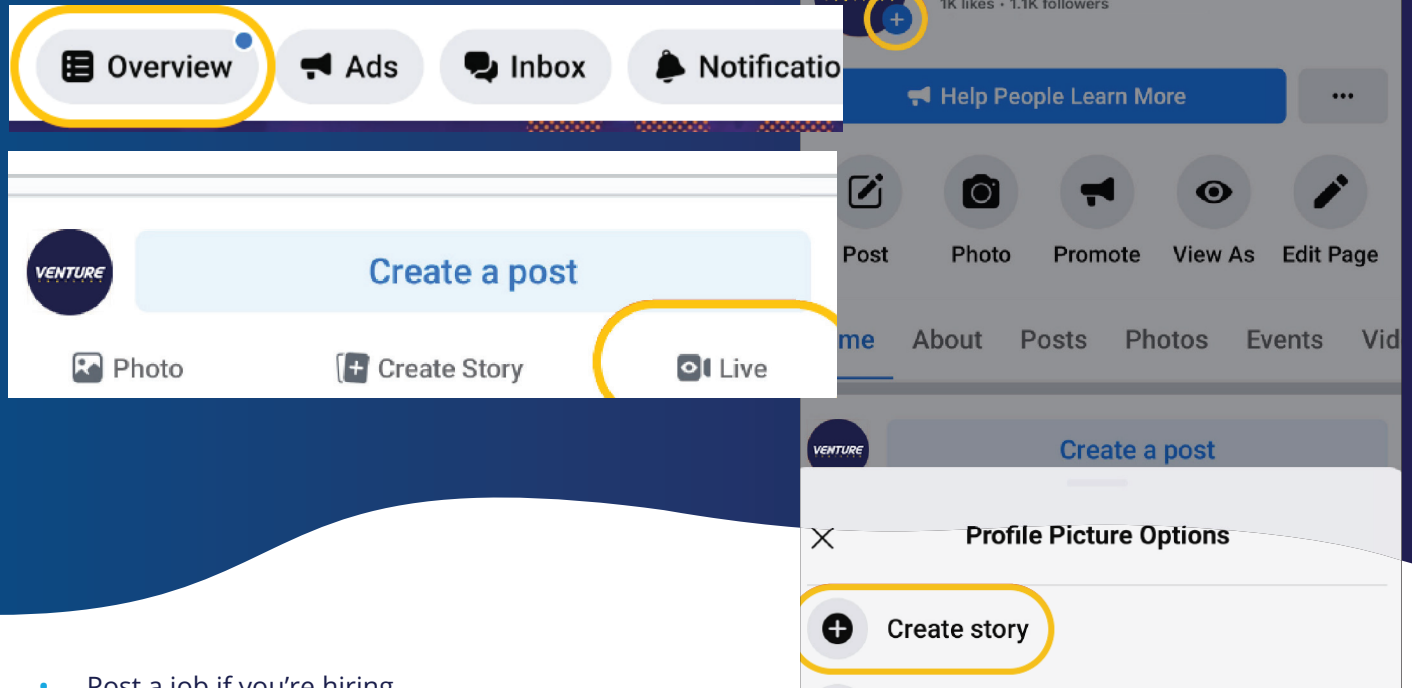 1K likes · 1.1K followers
Overview
Ads
Inbox
Notificatio
Help People Learn More
VENTURE
Create a post
Photo
Create Story
Live
Post
Photo
Promote
View As
Edit Page
me
About
Posts
Photos
Events
Vid
VENTURE
Create a post
Profile Picture Options
Create story
• Post a job if you're hiring